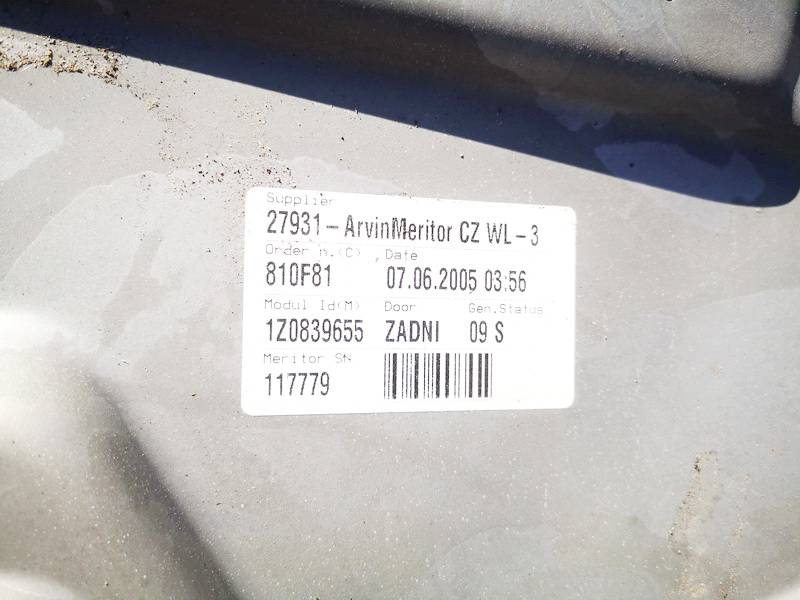 Supplier
27931-ArvinMeritor CZ WL-3
Order n.(C) , Date
810F81 07.06.2005 03:56
Modul Id(M) Door Gen.Status
1Z0839655 ZADNI 09 S
Meritor SN
117779